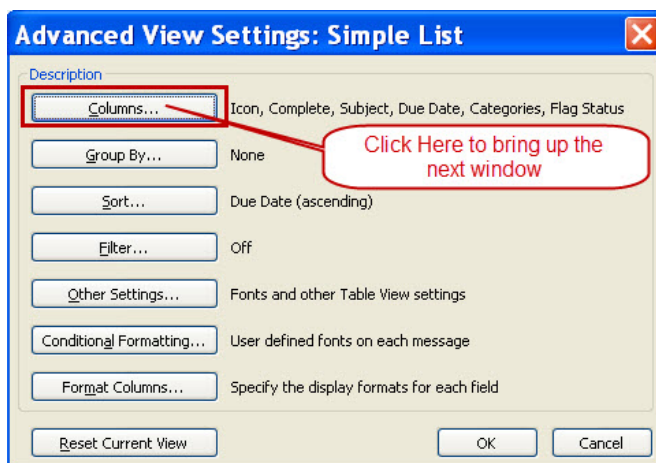 Advanced View Settings: Simple List
Description
Columns... Icon, Complete, Subject, Due Date, Categories, Flag Status
Click Here to bring up the
next window
Group By... None
Sort... Due Date (ascending)
Filter... Off
Other Settings... Fonts and other Table View settings
Conditional Formatting... User defined fonts on each message
Format Columns... Specify the display formats for each field
Reset Current View OK Cancel